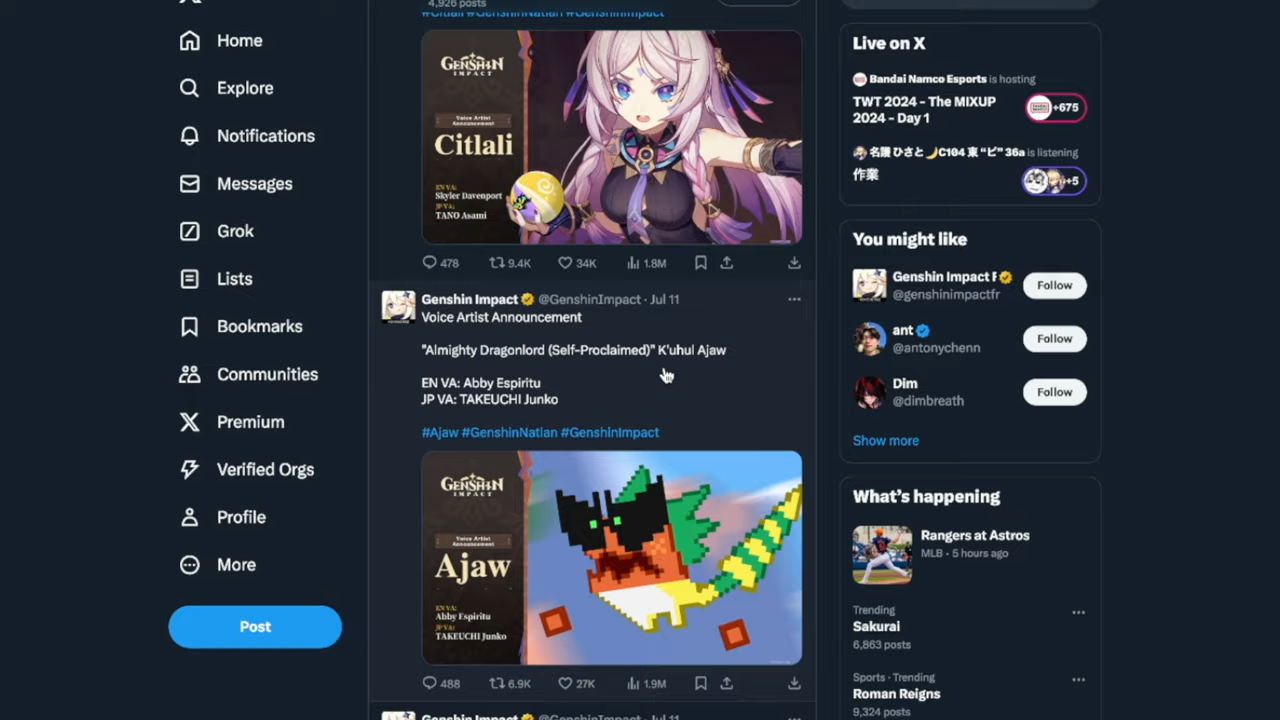 Home
Explore
Notifications
Messages
Grok
Lists
Bookmarks
Communities
Premium
Verified Orgs
Profile
More
Post
4,926 posts
#Citlali #GenshinNatlan #GenshinImpact
GENSHIN
IMPACT
Voice Artist
Announcement
Citlali
EN VA:
Skyler Davenport
JP VA:
TANO Asami
478
9.4K
34K
1.8M
Genshin Impact @GenshinImpact · Jul 11
Voice Artist Announcement
"Almighty Dragonlord (Self-Proclaimed)" K'uhul Ajaw
EN VA: Abby Espiritu
JP VA: TAKEUCHI Junko
#Ajaw #GenshinNatlan #GenshinImpact
GENSHIN
IMPACT
Voice Artist
Announcement
Ajaw
EN VA:
Abby Espiritu
JP VA:
TAKEUCHI Junko
488
6.9K
27K
1.9M
Genshin Impact @GenshinImpact · Jul 11
Live on X
Bandai Namco Esports is hosting
TWT 2024 - The MIXUP
2024 - Day 1
+675
名護 ひさと🌙C104 東 “ピ” 36a is listening
作業
+5
You might like
Genshin Impact F
@genshinimpactfr
Follow
ant
@antonychenn
Follow
Dim
@dimbreath
Follow
Show more
What's happening
Rangers at Astros
MLB · 5 hours ago
Trending
Sakurai
6,863 posts
Sports · Trending
Roman Reigns
9,324 posts